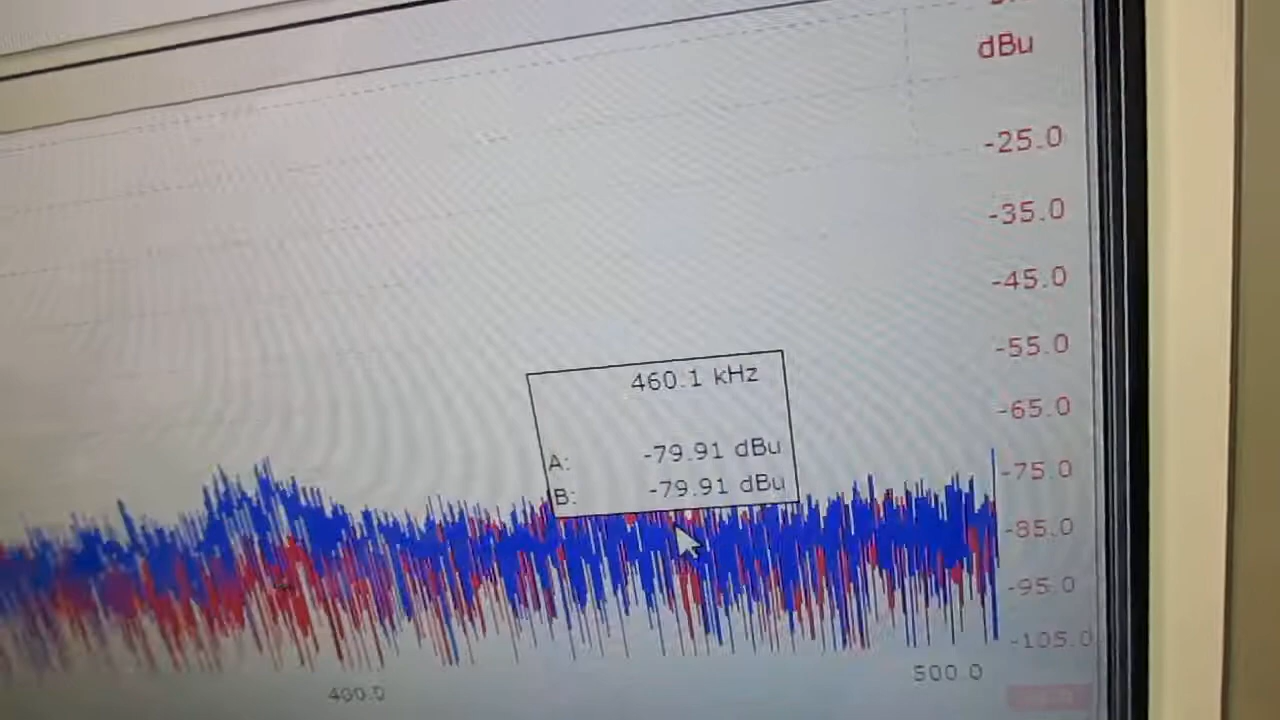 dBu
-25.0
-35.0
-45.0
-55.0
460.1 kHz
-65.0
A: -79.91 dBu
-75.0
B: -79.91 dBu
-85.0
-95.0
-105.0
400.0 500.0